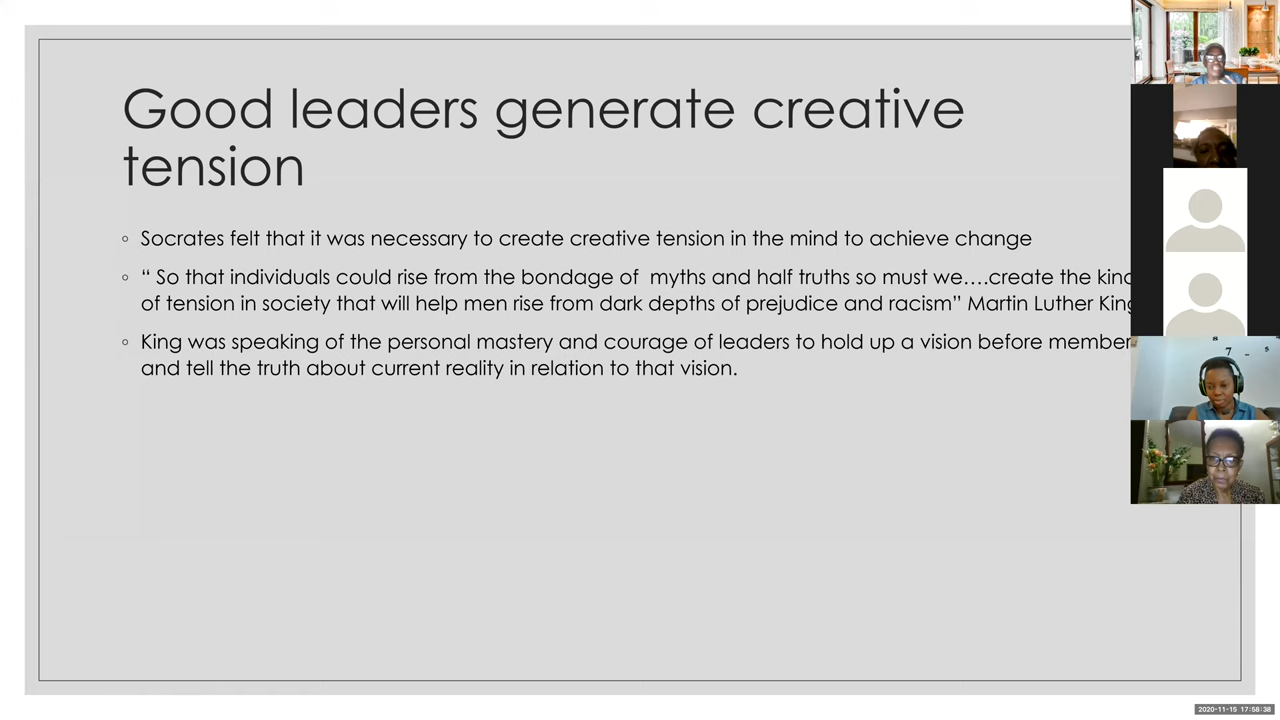 Good leaders generate creative
tension
◦ Socrates felt that it was necessary to create creative tension in the mind to achieve change
◦ “ So that individuals could rise from the bondage of myths and half truths so must we….create the kind
of tension in society that will help men rise from dark depths of prejudice and racism” Martin Luther King
◦ King was speaking of the personal mastery and courage of leaders to hold up a vision before member
and tell the truth about current reality in relation to that vision.
8
7 - 5
2020-11-15 17:58:38